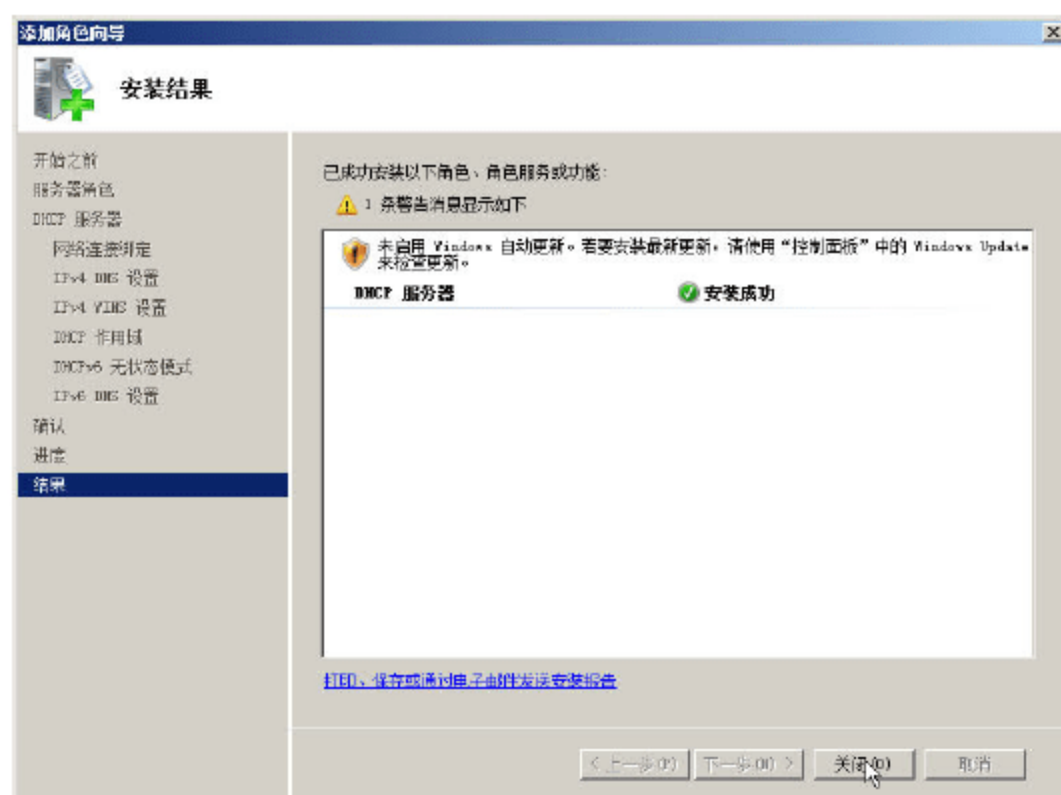 添加角色向导
安装结果
开始之前
服务器角色
DHCP 服务器
网络连接绑定
IPv4 DNS 设置
IPv4 WINS 设置
DHCP 作用域
DHCPv6 无状态模式
IPv6 DNS 设置
确认
进度
结果
已成功安装以下角色、角色服务或功能:
1 条警告消息显示如下
未启用 Windows 自动更新。若要安装最新更新，请使用“控制面板”中的 Windows Update
来检查更新。
DHCP 服务器 安装成功
打印、保存或通过电子邮件发送安装报告
< 上一步(P) 下一步(N) > 关闭(O) 取消